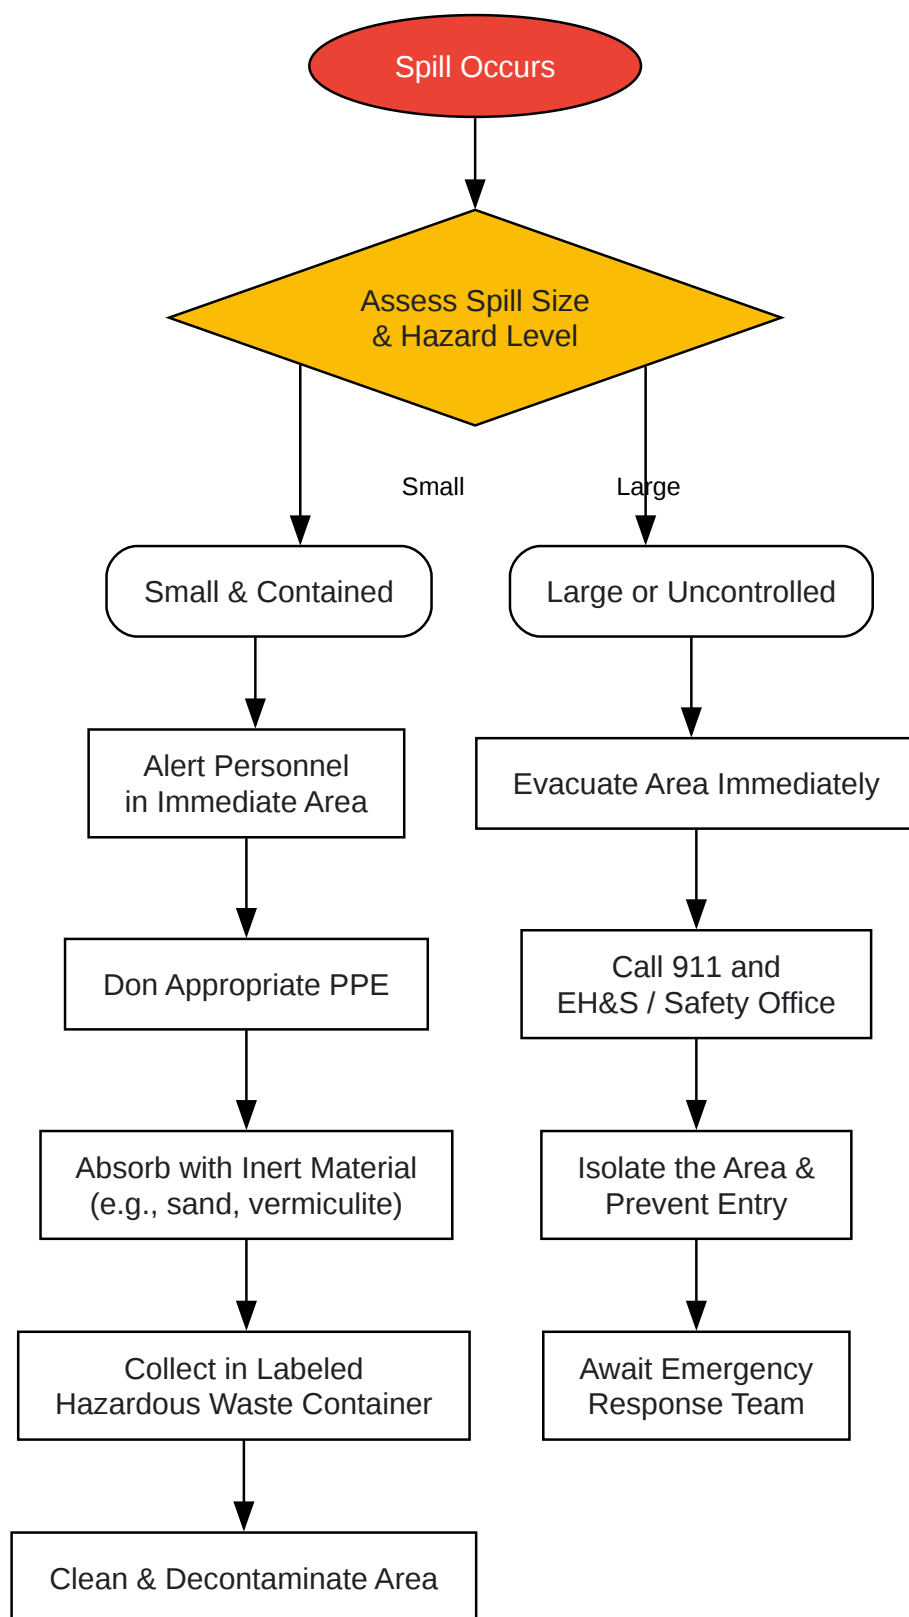 Spill Occurs
Assess Spill Size
& Hazard Level
Small
Large
Small & Contained
Large or Uncontrolled
Alert Personnel
in Immediate Area
Evacuate Area Immediately
Don Appropriate PPE
Call 911 and
EH&S / Safety Office
Absorb with Inert Material
(e.g., sand, vermiculite)
Isolate the Area &
Prevent Entry
Collect in Labeled
Hazardous Waste Container
Await Emergency
Response Team
Clean & Decontaminate Area